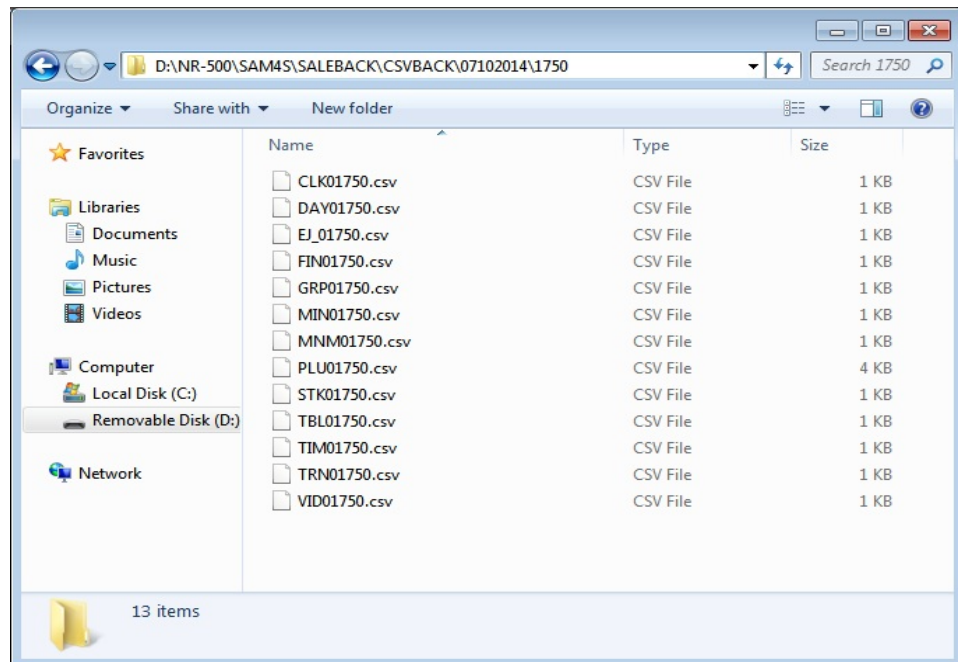 D:\NR-500\SAM4S\SALEBACK\CSVBACK\07102014\1750
Search 1750
Organize
Share with
New folder
Favorites
Libraries
Documents
Music
Pictures
Videos
Computer
Local Disk (C:)
Removable Disk (D:)
Network
Name Type Size
CLK01750.csv CSV File 1 KB
DAY01750.csv CSV File 1 KB
EJ_01750.csv CSV File 1 KB
FIN01750.csv CSV File 1 KB
GRP01750.csv CSV File 1 KB
MIN01750.csv CSV File 1 KB
MNM01750.csv CSV File 1 KB
PLU01750.csv CSV File 4 KB
STK01750.csv CSV File 1 KB
TBL01750.csv CSV File 1 KB
TIM01750.csv CSV File 1 KB
TRN01750.csv CSV File 1 KB
VID01750.csv CSV File 1 KB
13 items